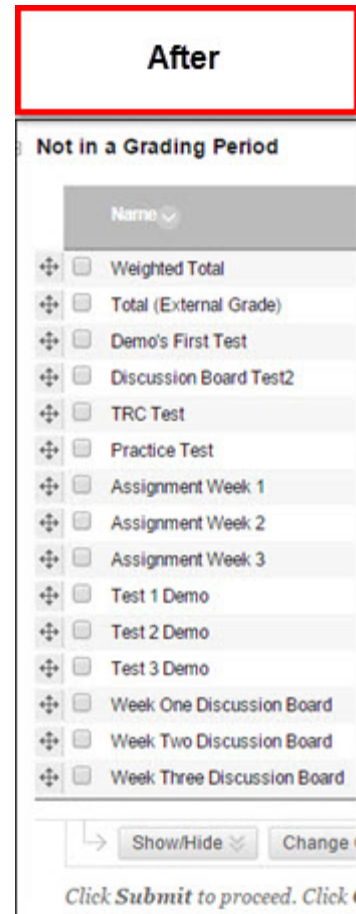 After
Not in a Grading Period
Name
Weighted Total
Total (External Grade)
Demo's First Test
Discussion Board Test2
TRC Test
Practice Test
Assignment Week 1
Assignment Week 2
Assignment Week 3
Test 1 Demo
Test 2 Demo
Test 3 Demo
Week One Discussion Board
Week Two Discussion Board
Week Three Discussion Board
Show/Hide Change
Click Submit to proceed. Click